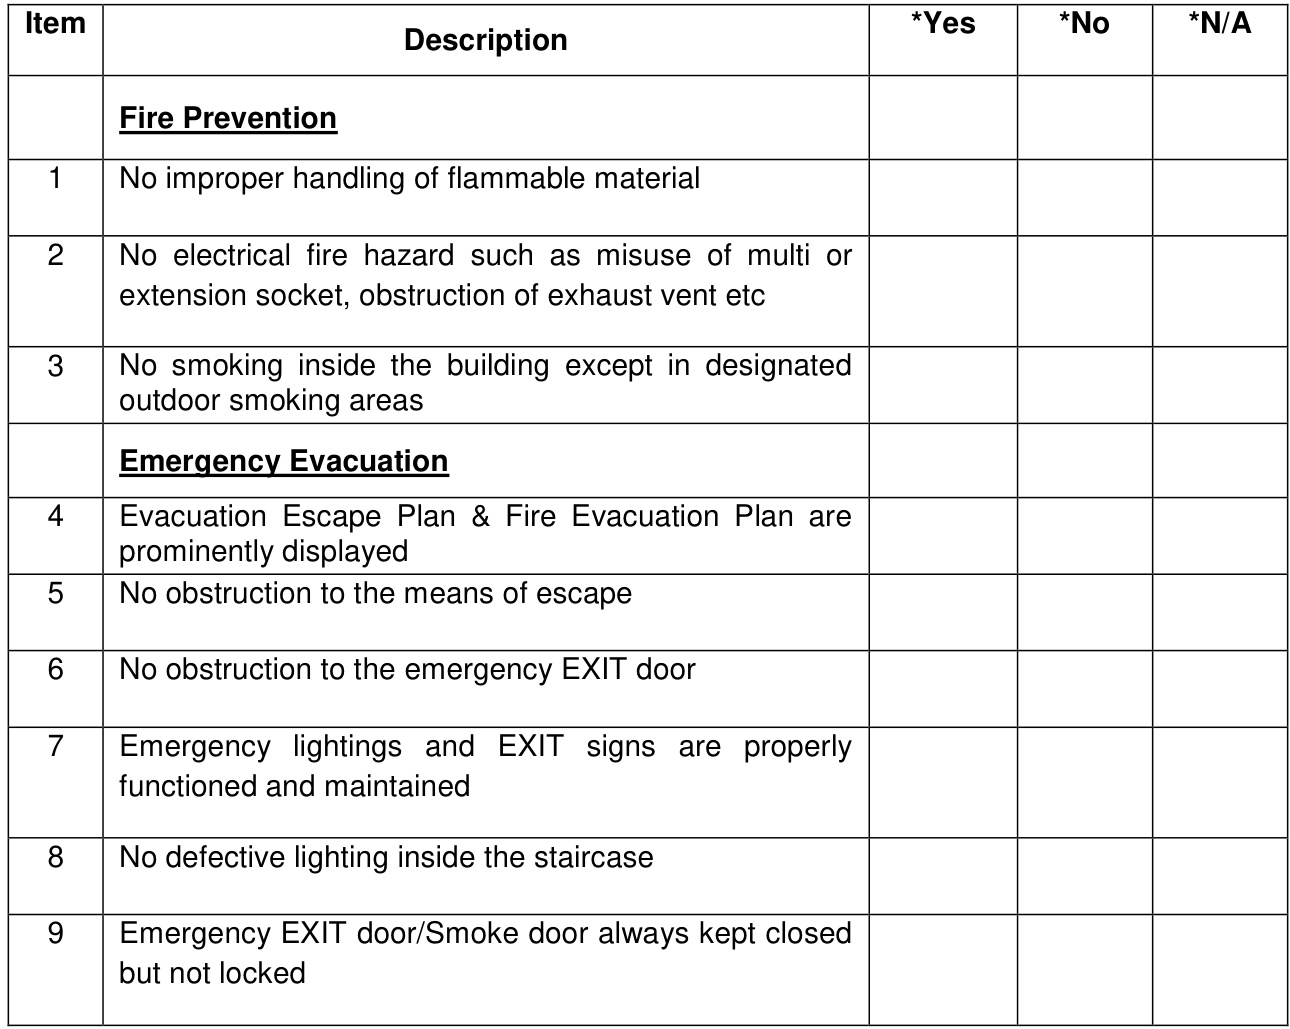 Item Description *Yes *No *N/A
Fire Prevention
1 No improper handling of flammable material
2 No electrical fire hazard such as misuse of multi or
extension socket, obstruction of exhaust vent etc
3 No smoking inside the building except in designated
outdoor smoking areas
Emergency Evacuation
4 Evacuation Escape Plan & Fire Evacuation Plan are
prominently displayed
5 No obstruction to the means of escape
6 No obstruction to the emergency EXIT door
7 Emergency lightings and EXIT signs are properly
functioned and maintained
8 No defective lighting inside the staircase
9 Emergency EXIT door/Smoke door always kept closed
but not locked